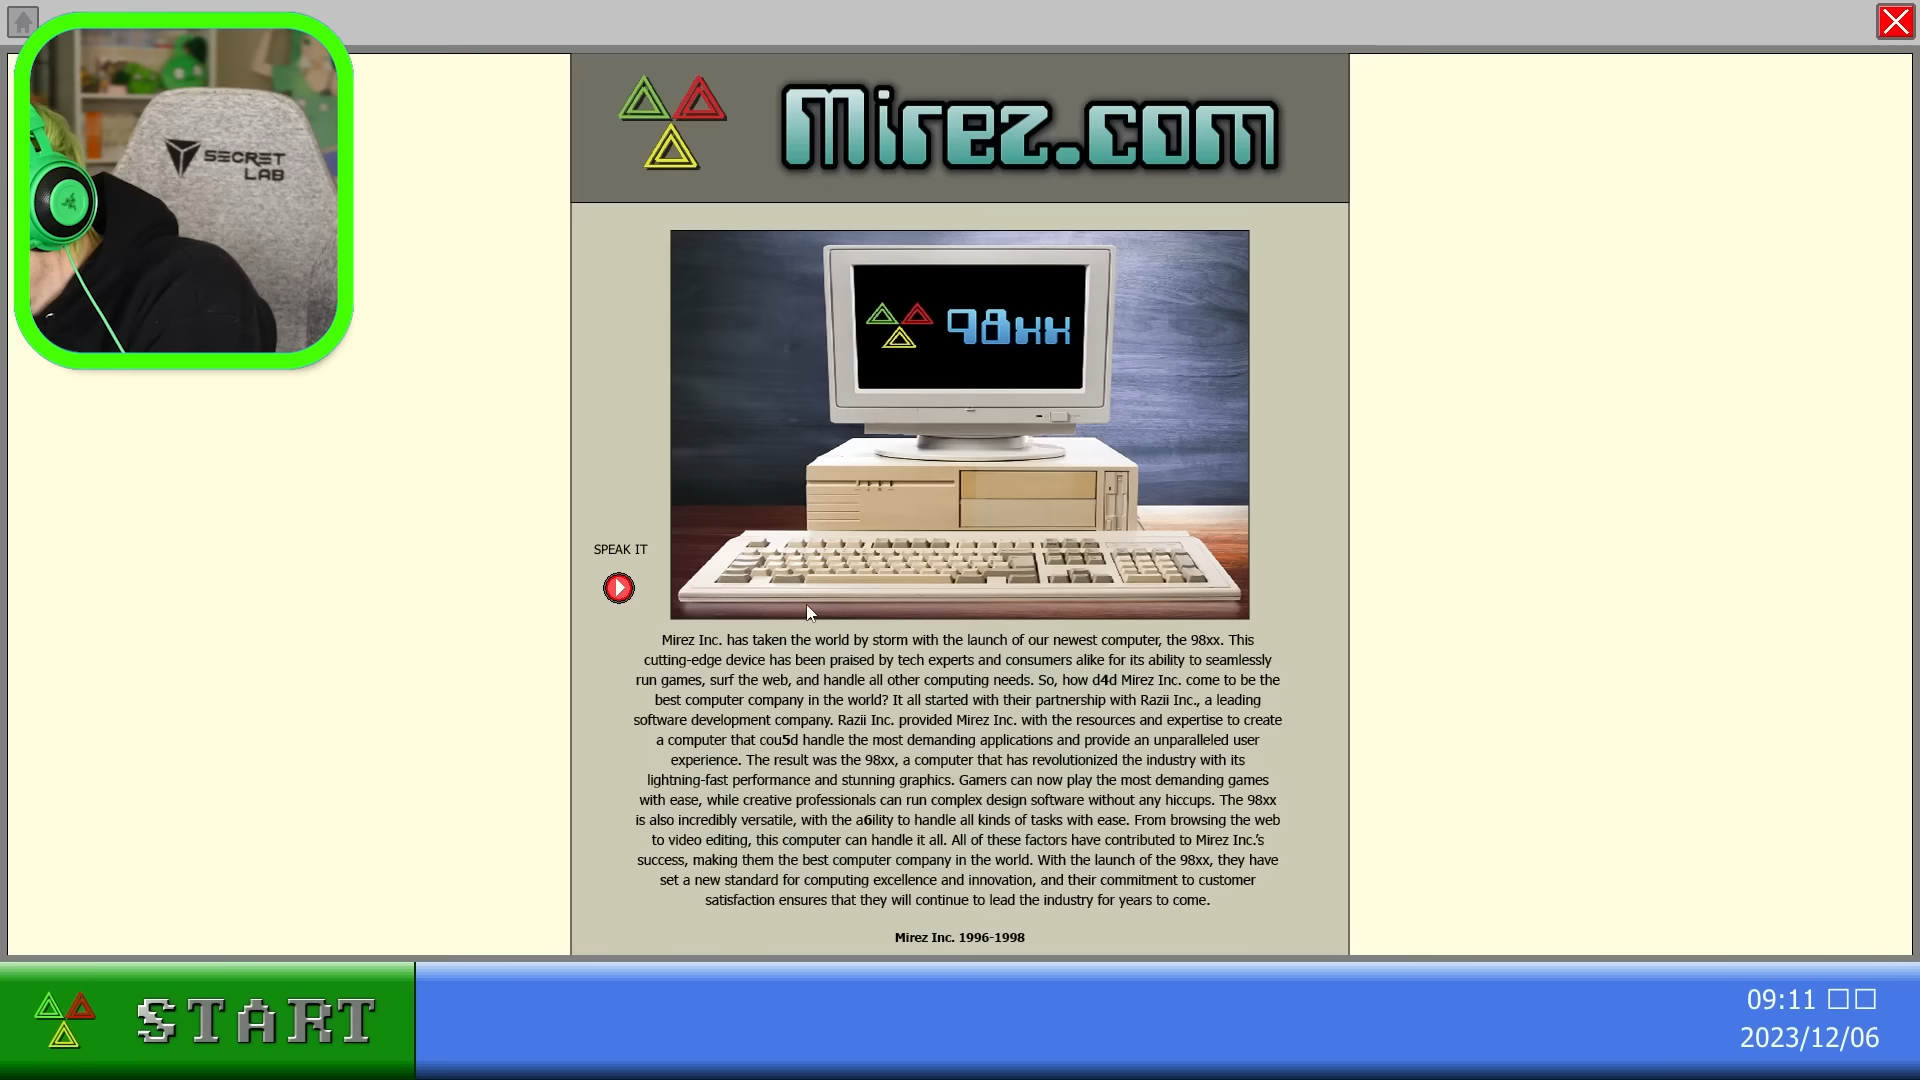 SECRET
LAB
Mirez.com
98xx
SPEAK IT
Mirez Inc. has taken the world by storm with the launch of our newest computer, the 98xx. This
cutting-edge device has been praised by tech experts and consumers alike for its ability to seamlessly
run games, surf the web, and handle all other computing needs. So, how d4d Mirez Inc. come to be the
best computer company in the world? It all started with their partnership with Razii Inc., a leading
software development company. Razii Inc. provided Mirez Inc. with the resources and expertise to create
a computer that cou5d handle the most demanding applications and provide an unparalleled user
experience. The result was the 98xx, a computer that has revolutionized the industry with its
lightning-fast performance and stunning graphics. Gamers can now play the most demanding games
with ease, while creative professionals can run complex design software without any hiccups. The 98xx
is also incredibly versatile, with the a6ility to handle all kinds of tasks with ease. From browsing the web
to video editing, this computer can handle it all. All of these factors have contributed to Mirez Inc.'s
success, making them the best computer company in the world. With the launch of the 98xx, they have
set a new standard for computing excellence and innovation, and their commitment to customer
satisfaction ensures that they will continue to lead the industry for years to come.
Mirez Inc. 1996-1998
START
09:11 □□
2023/12/06